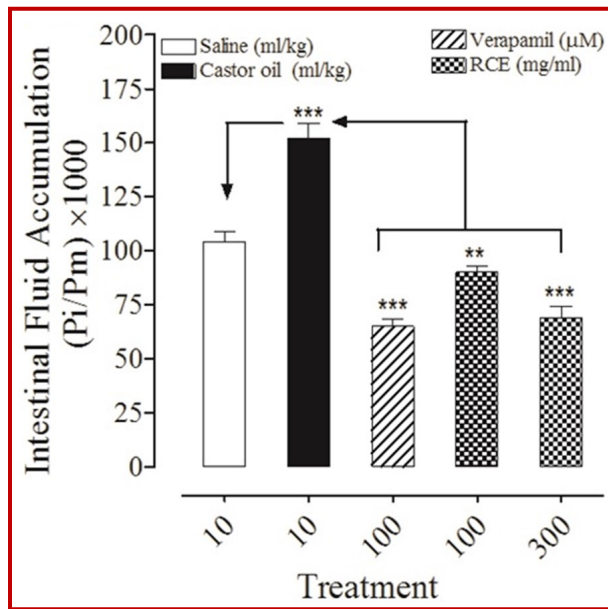 Intestinal Fluid Accumulation
(Pi/Pm) ×1000
200
175
150
125
100
75
50
25
0
Saline (ml/kg)
Castor oil (ml/kg)
Verapamil (μM)
RCE (mg/ml)
***
***
**
***
10
10
100
100
300
Treatment